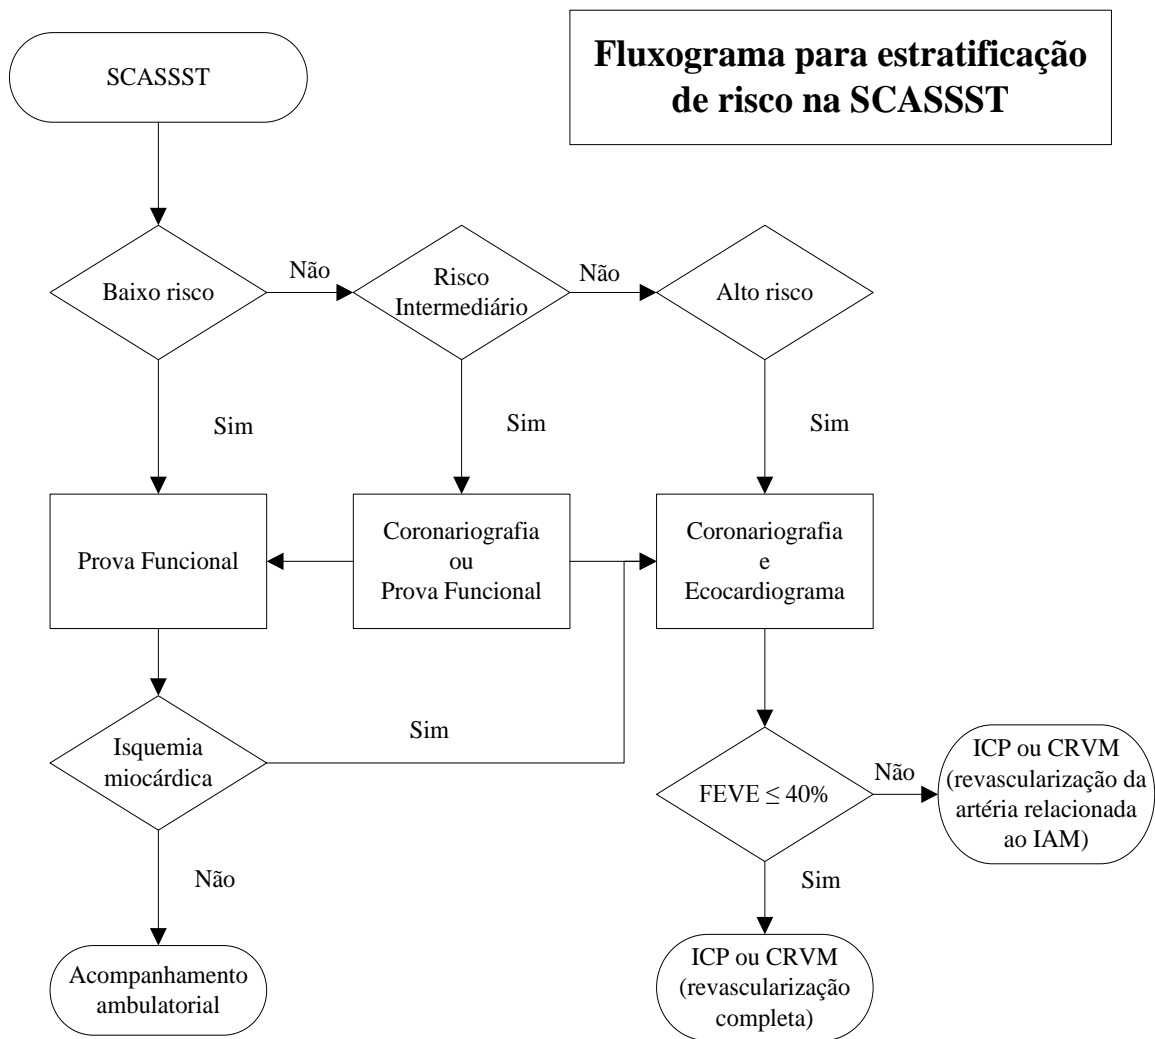 Fluxograma para estratificação
de risco na SCASSST
SCASSST
Baixo risco
Não
Risco
Intermediário
Não
Alto risco
Sim
Sim
Sim
Prova Funcional
Coronariografia
ou
Prova Funcional
Coronariografia
e
Ecocardiograma
Isquemia
miocárdica
Sim
FEVE ≤ 40%
Não
ICP ou CRVM
(revascularização da
artéria relacionada
ao IAM)
Não
Sim
Acompanhamento
ambulatorial
ICP ou CRVM
(revascularização
completa)